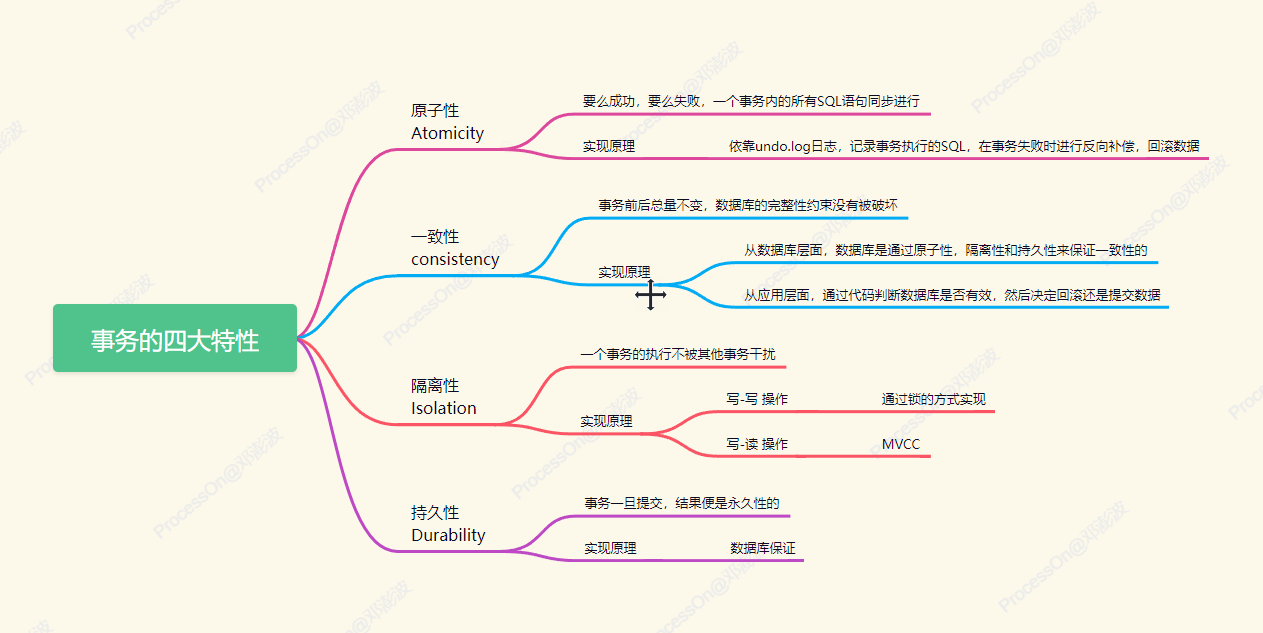 事务的四大特性
原子性
Atomicity
要么成功，要么失败，一个事务内的所有SQL语句同步进行
实现原理
依靠undo.log日志，记录事务执行的SQL，在事务失败时进行反向补偿，回滚数据
一致性
consistency
事务前后总量不变，数据库的完整性约束没有被破坏
实现原理
从数据库层面，数据库是通过原子性，隔离性和持久性来保证一致性的
从应用层面，通过代码判断数据库是否有效，然后决定回滚还是提交数据
隔离性
Isolation
一个事务的执行不被其他事务干扰
实现原理
写-写 操作
通过锁的方式实现
写-读 操作
MVCC
持久性
Durability
事务一旦提交，结果便是永久性的
实现原理
数据库保证
ProcessOn@邓澎波